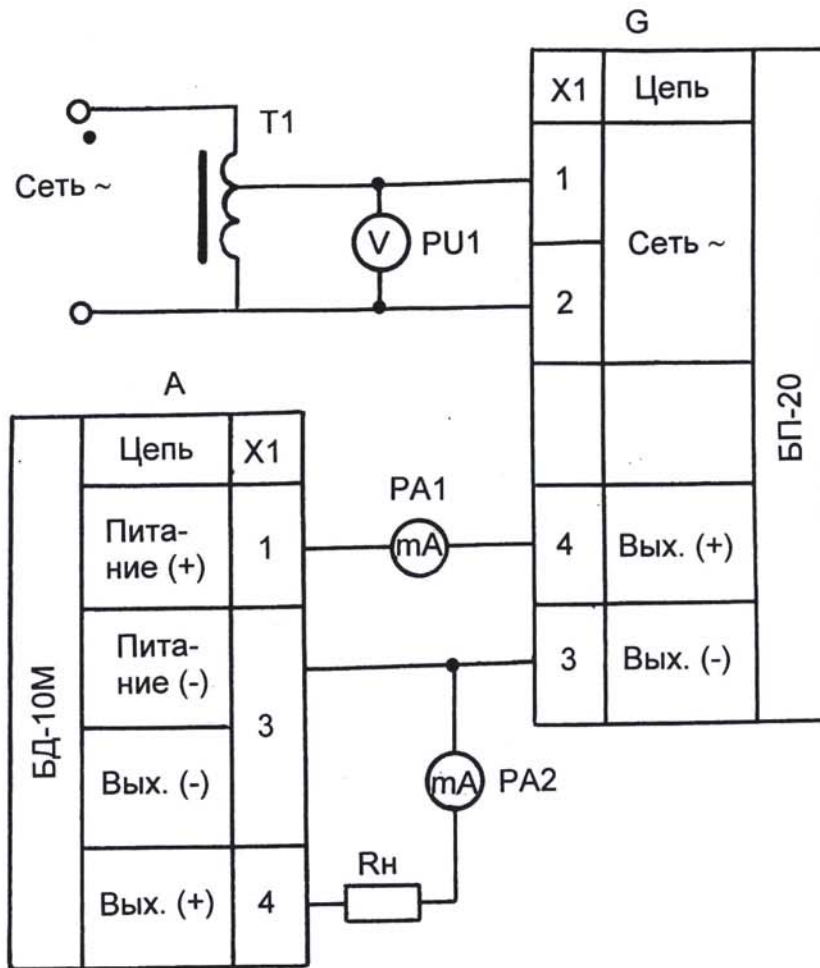 G
X1 Цепь
T1
1
Сеть ~
V PU1
Сеть ~
2
A
БП-20
Цепь X1
PA1
Пита-
ние (+)
1
mA
4 Вых. (+)
Пита-
ние (-)
3 Вых. (-)
3
БД-10М
Вых. (-)
mA PA2
Rн
Вых. (+) 4